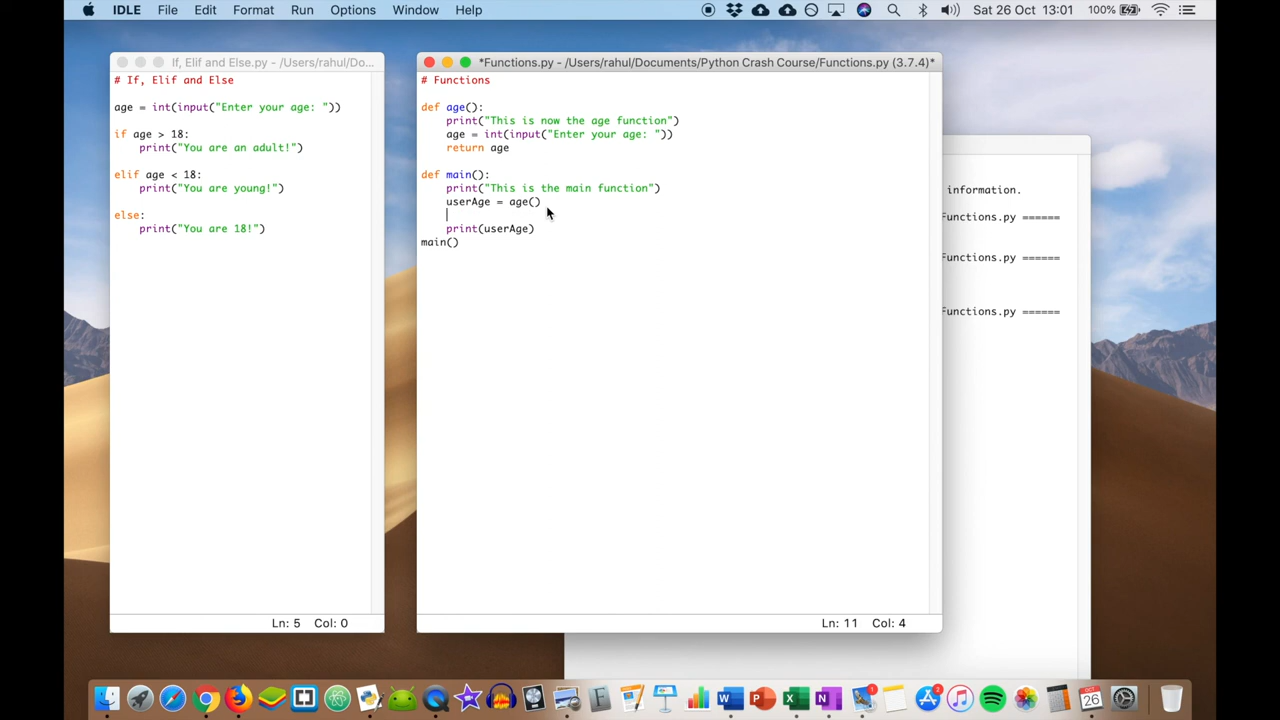 IDLE File Edit Format Run Options Window Help Sat 26 Oct 13:01 100%
If, Elif and Else.py - /Users/rahul/Do...
# If, Elif and Else
age = int(input("Enter your age: "))
if age > 18:
print("You are an adult!")
elif age < 18:
print("You are young!")
else:
print("You are 18!")
Ln: 5 Col: 0
*Functions.py - /Users/rahul/Documents/Python Crash Course/Functions.py (3.7.4)*
# Functions
def age():
print("This is now the age function")
age = int(input("Enter your age: "))
return age
def main():
print("This is the main function")
userAge = age()
print(userAge)
main()
Ln: 11 Col: 4
information.
Functions.py ======
Functions.py ======
Functions.py ======